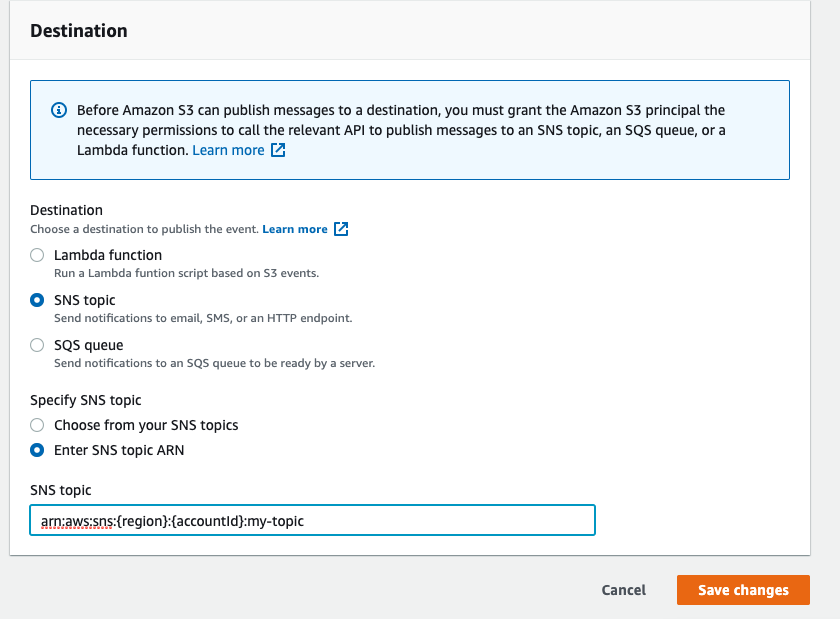 Destination
Before Amazon S3 can publish messages to a destination, you must grant the Amazon S3 principal the
necessary permissions to call the relevant API to publish messages to an SNS topic, an SQS queue, or a
Lambda function. Learn more
Destination
Choose a destination to publish the event. Learn more
Lambda function
Run a Lambda funtion script based on S3 events.
SNS topic
Send notifications to email, SMS, or an HTTP endpoint.
SQS queue
Send notifications to an SQS queue to be ready by a server.
Specify SNS topic
Choose from your SNS topics
Enter SNS topic ARN
SNS topic
arn:aws:sns:{region}:{accountId}:my-topic
Cancel Save changes